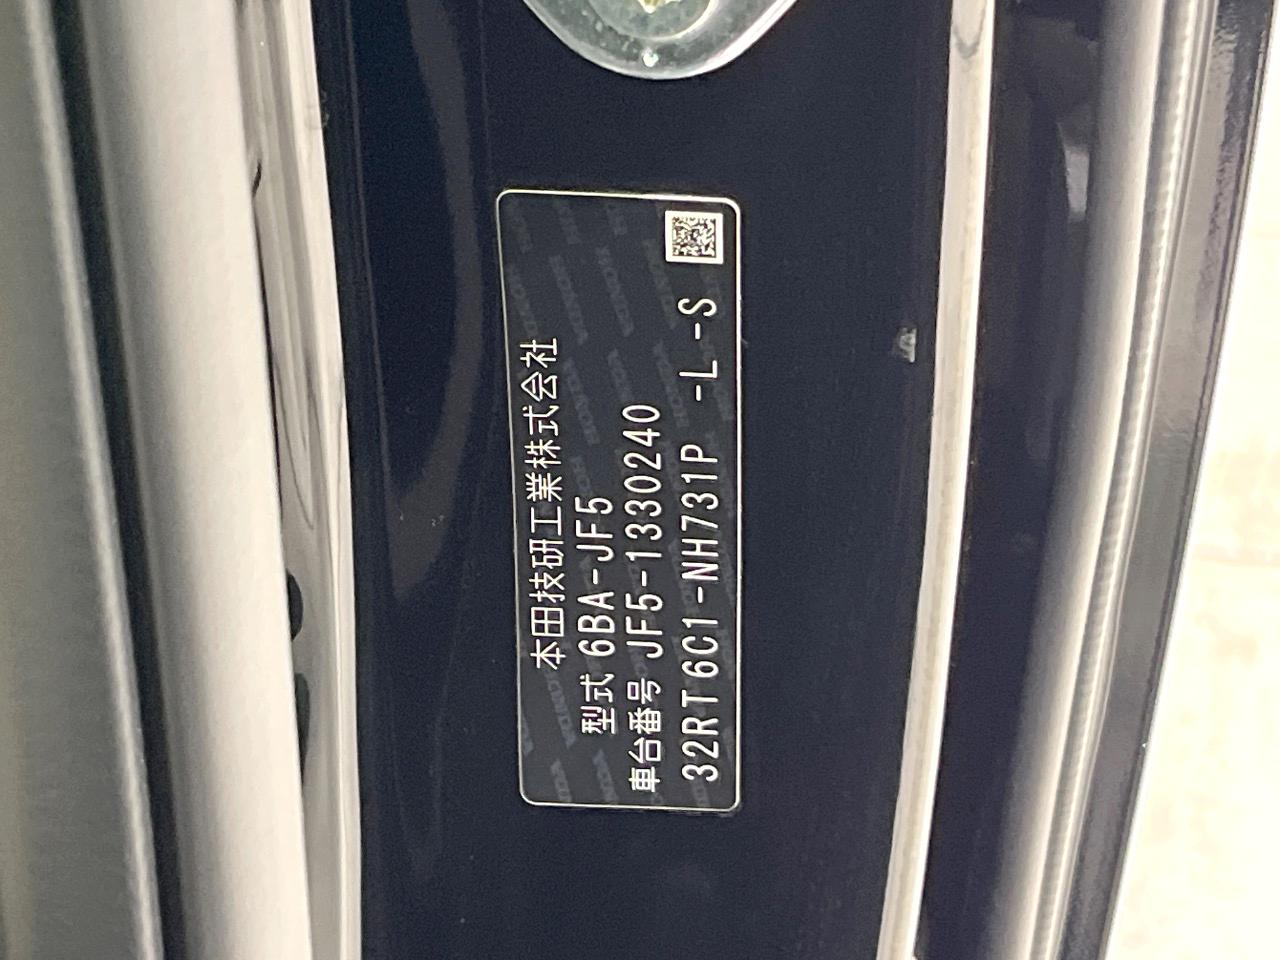 本田技研工業株式会社
型式 6BA-JF5
車台番号 JF5-1330240
32RT6C1-NH731P -L -S